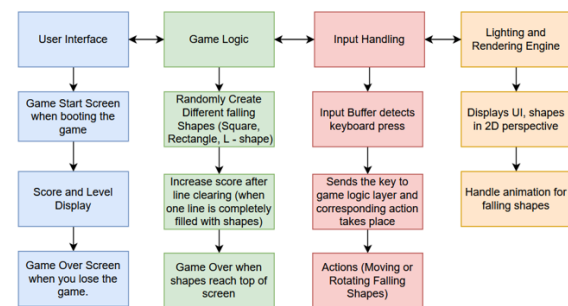 User Interface
Game Logic
Input Handling
Lighting and
Rendering Engine
Game Start Screen
when booting the
game
Randomly Create
Different falling
Shapes (Square,
Rectangle, L - shape)
Input Buffer detects
keyboard press
Displays UI, shapes
in 2D perspective
Score and Level
Display
Increase score after
line clearing (when
one line is completely
filled with shapes)
Sends the key to
game logic layer and
corresponding action
takes place
Handle animation for
falling shapes
Game Over Screen
when you lose the
game.
Game Over when
shapes reach top of
screen
Actions (Moving or
Rotating Falling
Shapes)